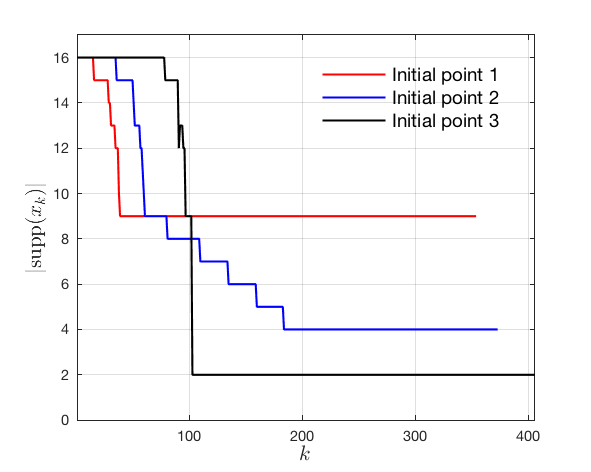 16
14
12
10
8
6
4
2
0
|supp(x_k)|
Initial point 1
Initial point 2
Initial point 3
100
200
300
400
k